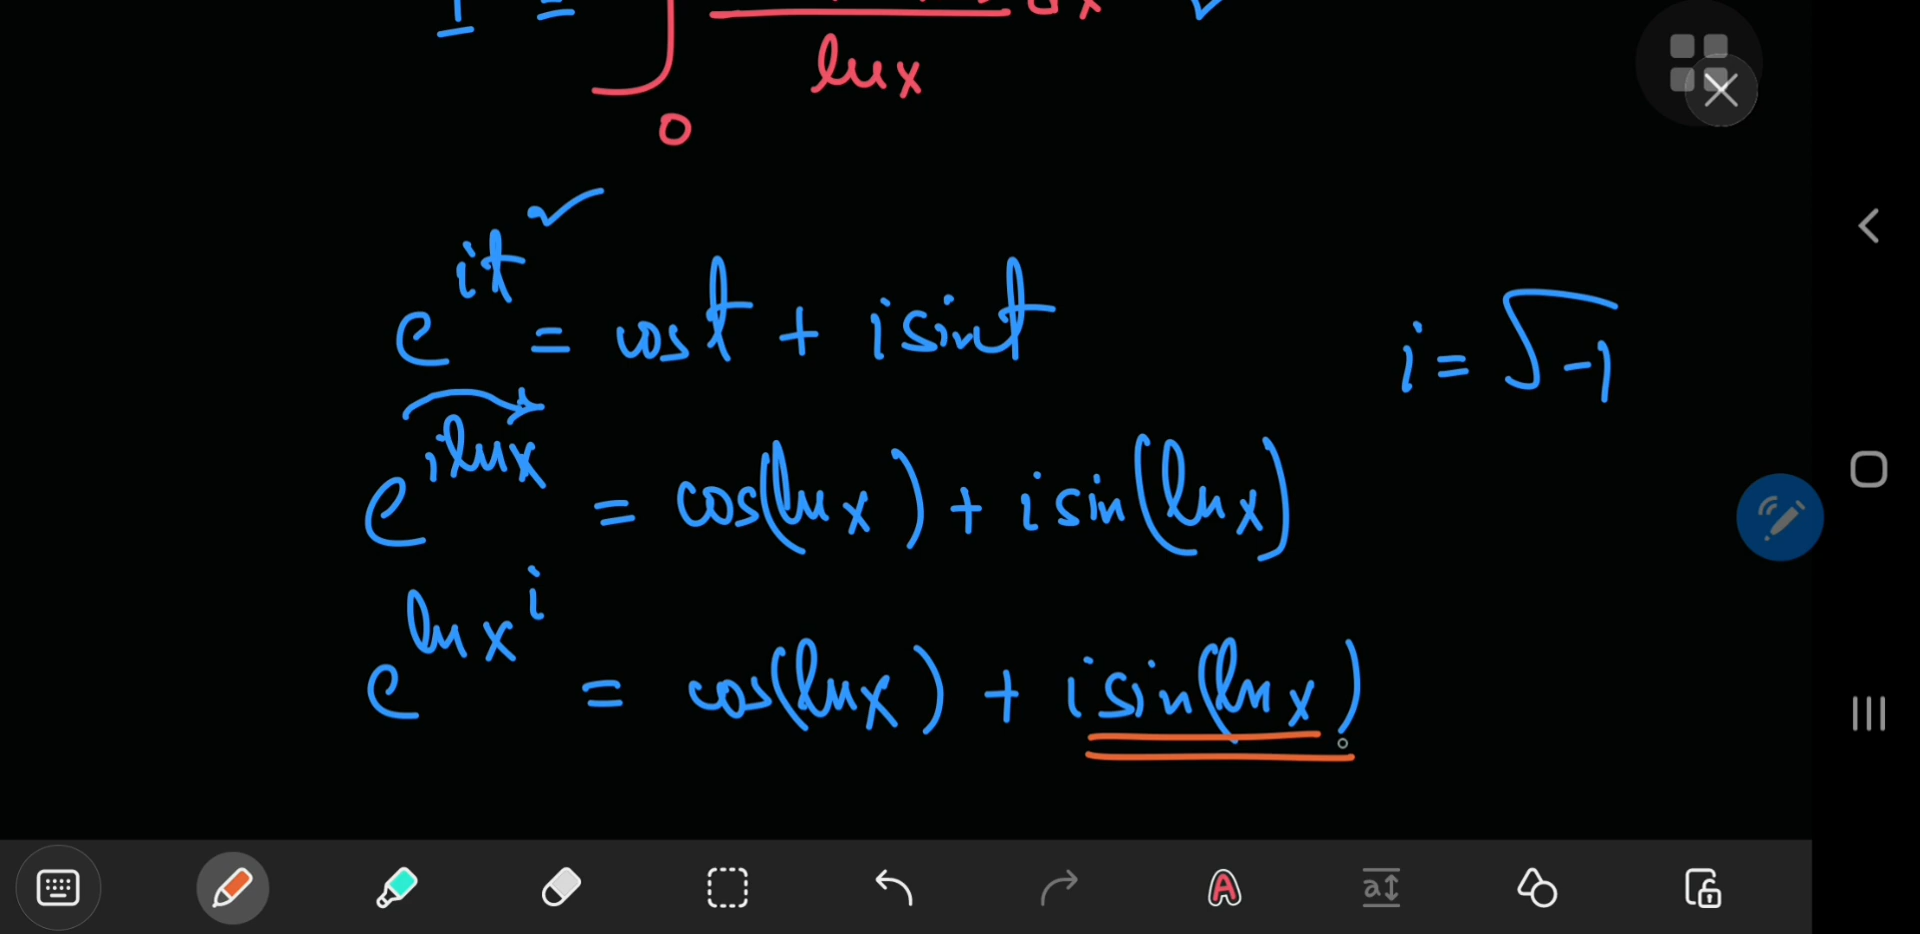 I =
ln x
0
e^{it} = cos t + i sin t
i = √-1
e^{i ln x} = cos(ln x) + i sin(ln x)
e^{ln x^i} = cos(ln x) + i sin(ln x)
A
a